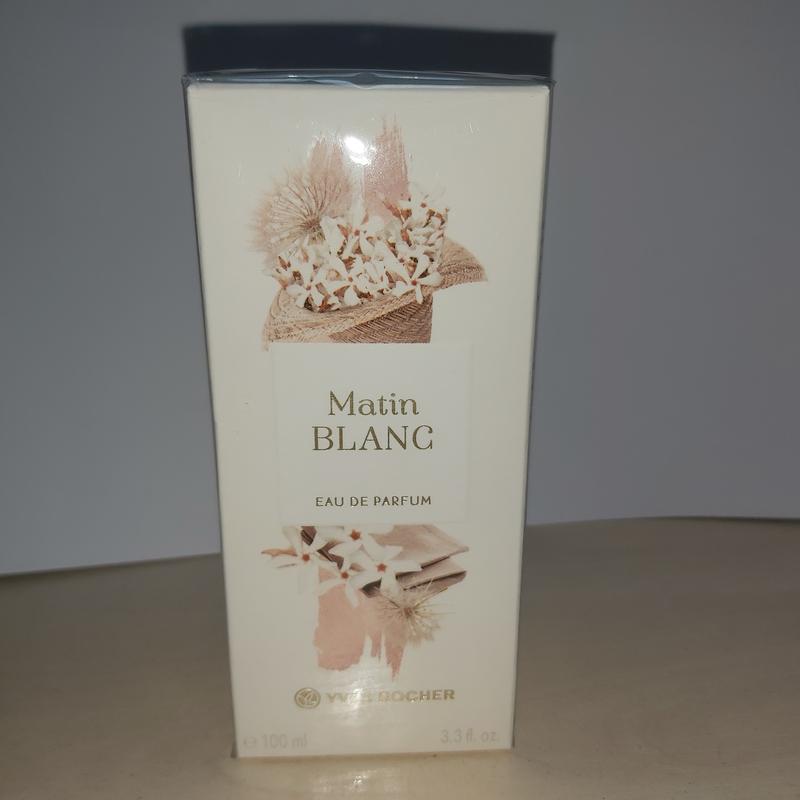 Matin
BLANC
EAU DE PARFUM
YVES ROCHER
℮ 100 ml 3.3 fl. oz.